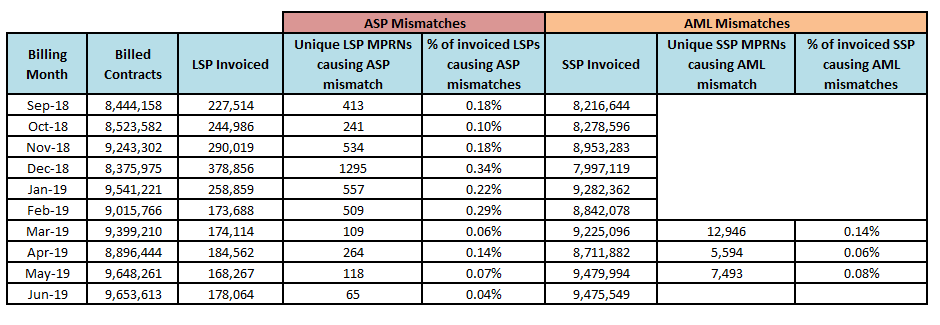 ASP Mismatches AML Mismatches
Billing Month Billed Contracts LSP Invoiced Unique LSP MPRNs causing ASP mismatch % of invoiced LSPs causing ASP mismatches SSP Invoiced Unique SSP MPRNs causing AML mismatch % of invoiced SSP causing AML mismatches
Sep-18 8,444,158 227,514 413 0.18% 8,216,644
Oct-18 8,523,582 244,986 241 0.10% 8,278,596
Nov-18 9,243,302 290,019 534 0.18% 8,953,283
Dec-18 8,375,975 378,856 1295 0.34% 7,997,119
Jan-19 9,541,221 258,859 557 0.22% 9,282,362
Feb-19 9,015,766 173,688 509 0.29% 8,842,078
Mar-19 9,399,210 174,114 109 0.06% 9,225,096 12,946 0.14%
Apr-19 8,896,444 184,562 264 0.14% 8,711,882 5,594 0.06%
May-19 9,648,261 168,267 118 0.07% 9,479,994 7,493 0.08%
Jun-19 9,653,613 178,064 65 0.04% 9,475,549